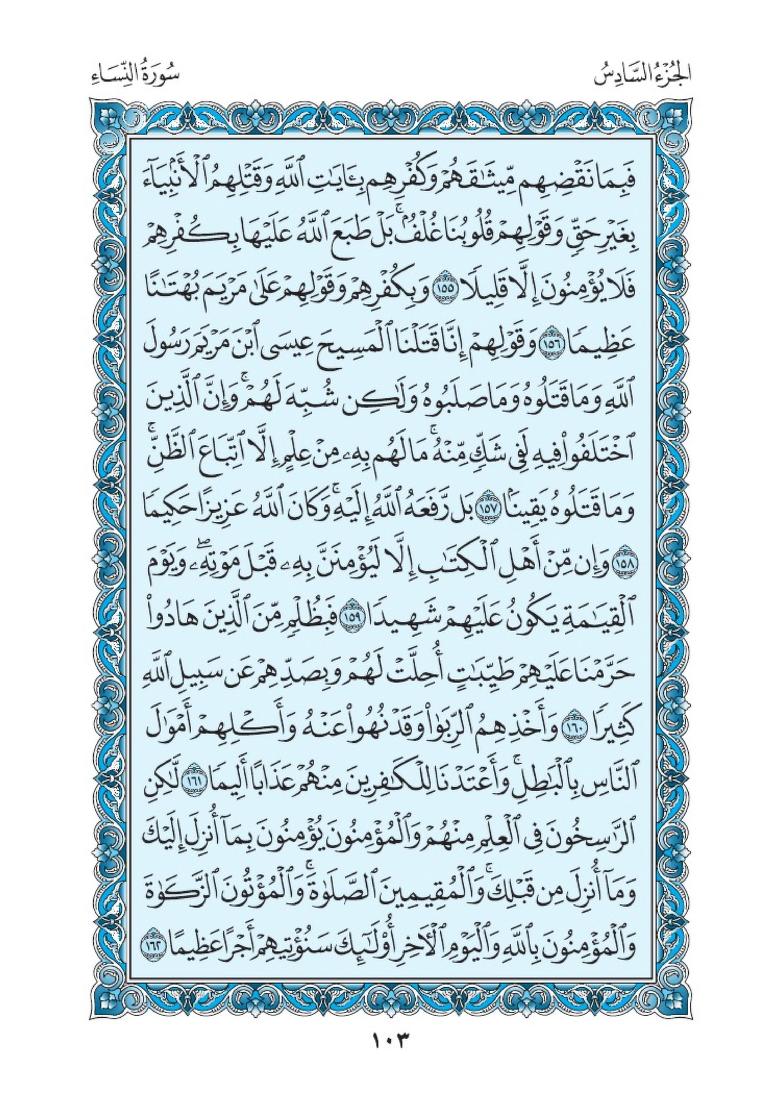 الجُزْءُ السَّادِسُ
سُورَةُ النِّسَاءِ
فَبِمَا نَقْضِهِم مِّيثَٰقَهُمْ وَكُفْرِهِم بِـَٔايَٰتِ ٱللَّهِ وَقَتْلِهِمُ ٱلْأَنۢبِيَآءَ
بِغَيْرِ حَقٍّ وَقَوْلِهِمْ قُلُوبُنَا غُلْفٌۢ ۚ بَلْ طَبَعَ ٱللَّهُ عَلَيْهَا بِكُفْرِهِمْ
فَلَا يُؤْمِنُونَ إِلَّا قَلِيلًا ١٥٥ وَبِكُفْرِهِمْ وَقَوْلِهِمْ عَلَىٰ مَرْيَمَ بُهْتَٰنًا
عَظِيمًا ١٥٦ وَقَوْلِهِمْ إِنَّا قَتَلْنَا ٱلْمَسِيحَ عِيسَى ٱبْنَ مَرْيَمَ رَسُولَ
ٱللَّهِ وَمَا قَتَلُوهُ وَمَا صَلَبُوهُ وَلَٰكِن شُبِّهَ لَهُمْ ۚ وَإِنَّ ٱلَّذِينَ
ٱخْتَلَفُوا۟ فِيهِ لَفِى شَكٍّ مِّنْهُ ۚ مَا لَهُم بِهِۦ مِنْ عِلْمٍ إِلَّا ٱتِّبَاعَ ٱلظَّنِّ ۚ
وَمَا قَتَلُوهُ يَقِينًۢا ١٥٧ بَل رَّفَعَهُ ٱللَّهُ إِلَيْهِ ۚ وَكَانَ ٱللَّهُ عَزِيزًا حَكِيمًا
١٥٨ وَإِن مِّنْ أَهْلِ ٱلْكِتَٰبِ إِلَّا لَيُؤْمِنَنَّ بِهِۦ قَبْلَ مَوْتِهِۦ ۖ وَيَوْمَ
ٱلْقِيَٰمَةِ يَكُونُ عَلَيْهِمْ شَهِيدًا ١٥٩ فَبِظُلْمٍ مِّنَ ٱلَّذِينَ هَادُوا۟
حَرَّمْنَا عَلَيْهِمْ طَيِّبَٰتٍ أُحِلَّتْ لَهُمْ وَبِصَدِّهِمْ عَن سَبِيلِ ٱللَّهِ
كَثِيرًا ١٦٠ وَأَخْذِهِمُ ٱلرِّبَوٰا۟ وَقَدْ نُهُوا۟ عَنْهُ وَأَكْلِهِمْ أَمْوَٰلَ
ٱلنَّاسِ بِٱلْبَٰطِلِ ۚ وَأَعْتَدْنَا لِلْكَٰفِرِينَ مِنْهُمْ عَذَابًا أَلِيمًا ١٦١ لَّٰكِنِ
ٱلرَّٰسِخُونَ فِى ٱلْعِلْمِ مِنْهُمْ وَٱلْمُؤْمِنُونَ يُؤْمِنُونَ بِمَآ أُنزِلَ إِلَيْكَ
وَمَآ أُنزِلَ مِن قَبْلِكَ ۚ وَٱلْمُقِيمِينَ ٱلصَّلَوٰةَ ۚ وَٱلْمُؤْتُونَ ٱلزَّكَوٰةَ
وَٱلْمُؤْمِنُونَ بِٱللَّهِ وَٱلْيَوْمِ ٱلْءَاخِرِ أُو۟لَٰٓئِكَ سَنُؤْتِيهِمْ أَجْرًا عَظِيمًا ١٦٢
١٠٣